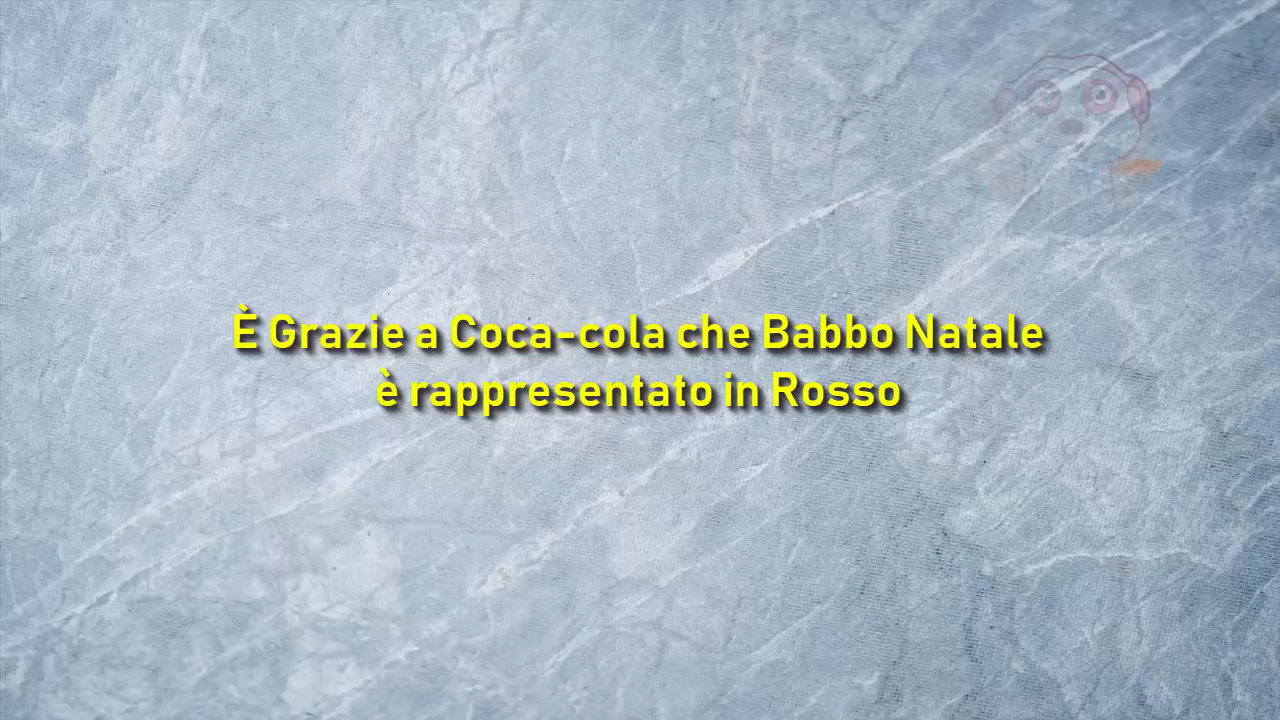 È Grazie a Coca-cola che Babbo Natale
è rappresentato in Rosso